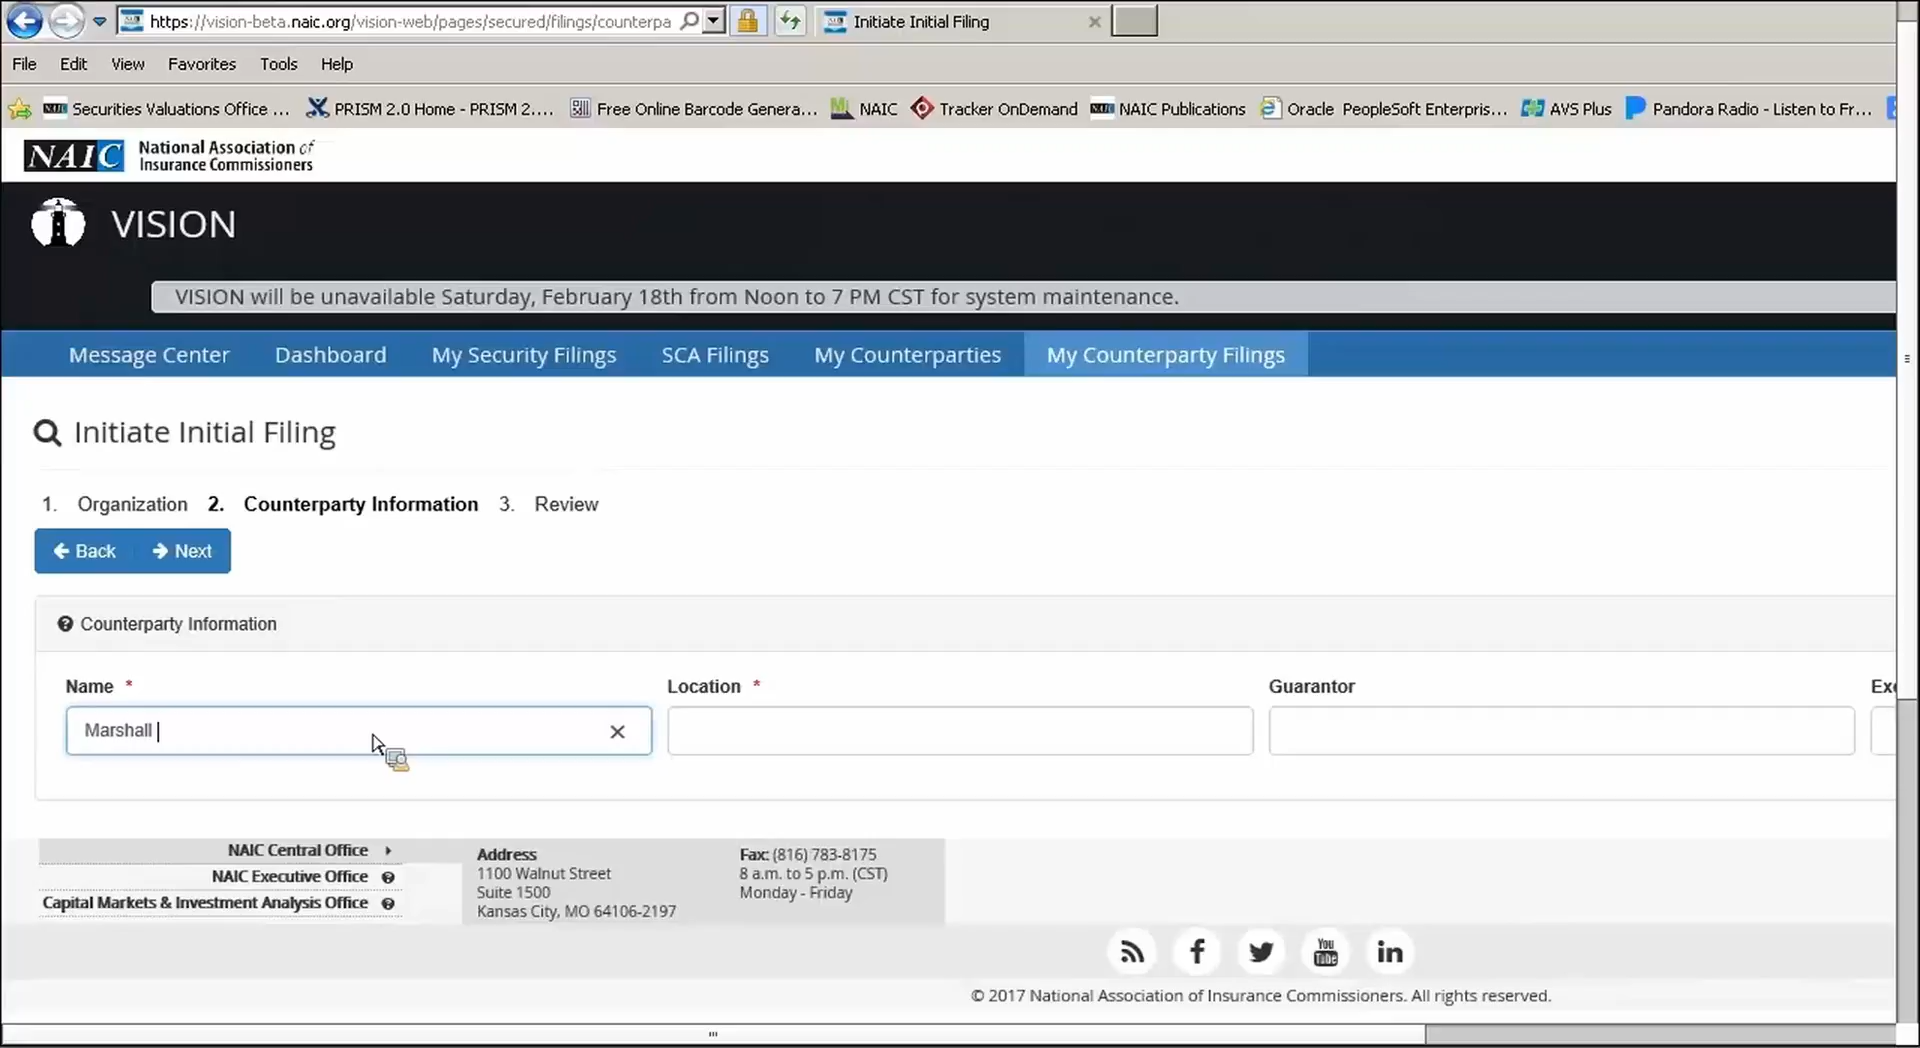 https://vision-beta.naic.org/vision-web/pages/secured/filings/counterpa
Initiate Initial Filing
File Edit View Favorites Tools Help
Securities Valuations Office ... PRISM 2.0 Home - PRISM 2.... Free Online Barcode Genera... NAIC Tracker OnDemand NAIC Publications Oracle PeopleSoft Enterpris... AVS Plus Pandora Radio - Listen to Fr...
NAIC National Association of
Insurance Commissioners
VISION
VISION will be unavailable Saturday, February 18th from Noon to 7 PM CST for system maintenance.
Message Center Dashboard My Security Filings SCA Filings My Counterparties My Counterparty Filings
Initiate Initial Filing
1. Organization 2. Counterparty Information 3. Review
Back Next
Counterparty Information
Name * Location * Guarantor Exc
Marshall
NAIC Central Office
NAIC Executive Office
Capital Markets & Investment Analysis Office
Address
1100 Walnut Street
Suite 1500
Kansas City, MO 64106-2197
Fax: (816) 783-8175
8 a.m. to 5 p.m. (CST)
Monday - Friday
You Tube
© 2017 National Association of Insurance Commissioners. All rights reserved.